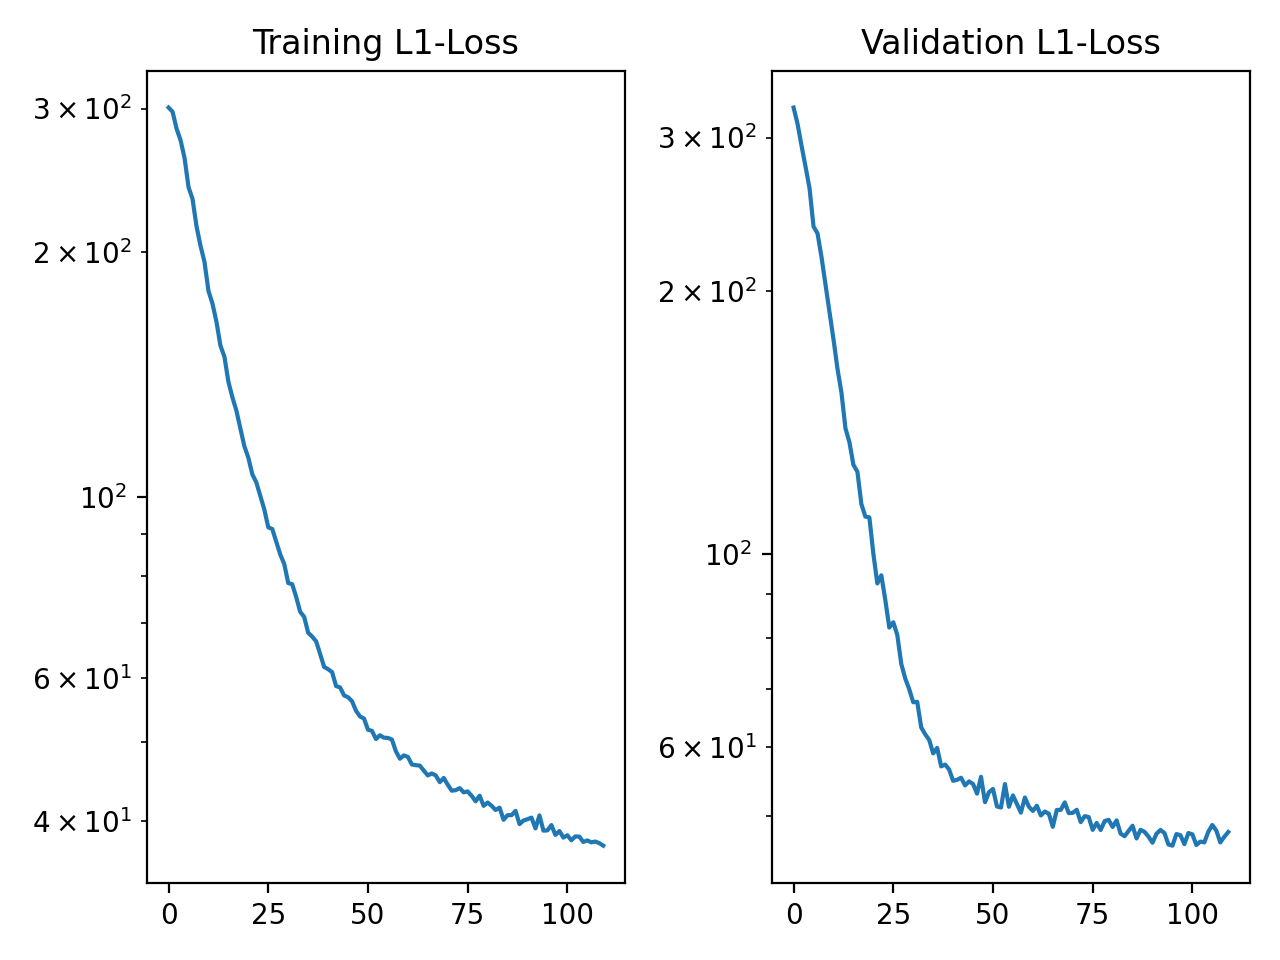 Training L1-Loss
3 × 10²
2 × 10²
10²
6 × 10¹
4 × 10¹
0 25 50 75 100
Validation L1-Loss
3 × 10²
2 × 10²
10²
6 × 10¹
0 25 50 75 100